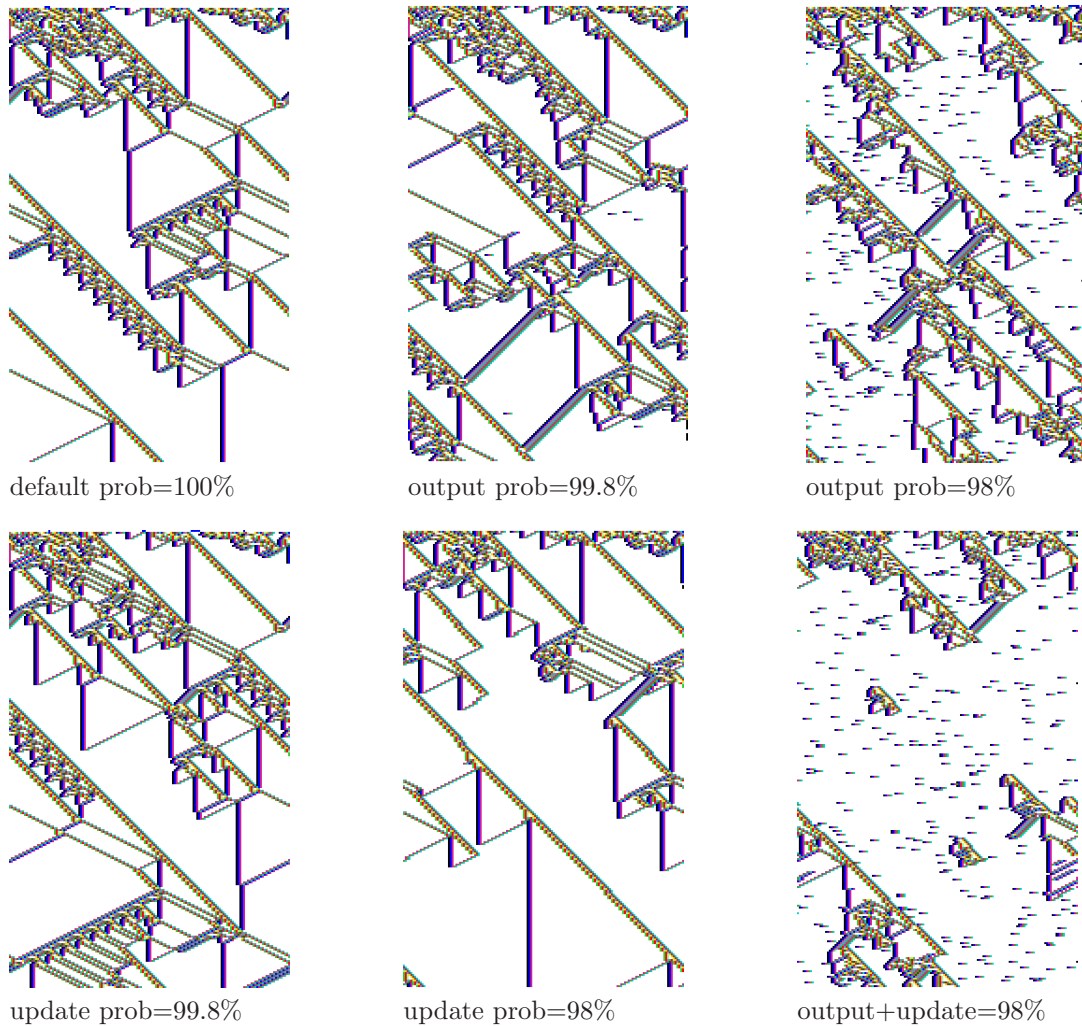 default prob=100%
output prob=99.8%
output prob=98%
update prob=99.8%
update prob=98%
output+update=98%